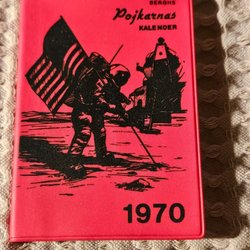 BERGHS
Pojkarnas
KALENDER
1970